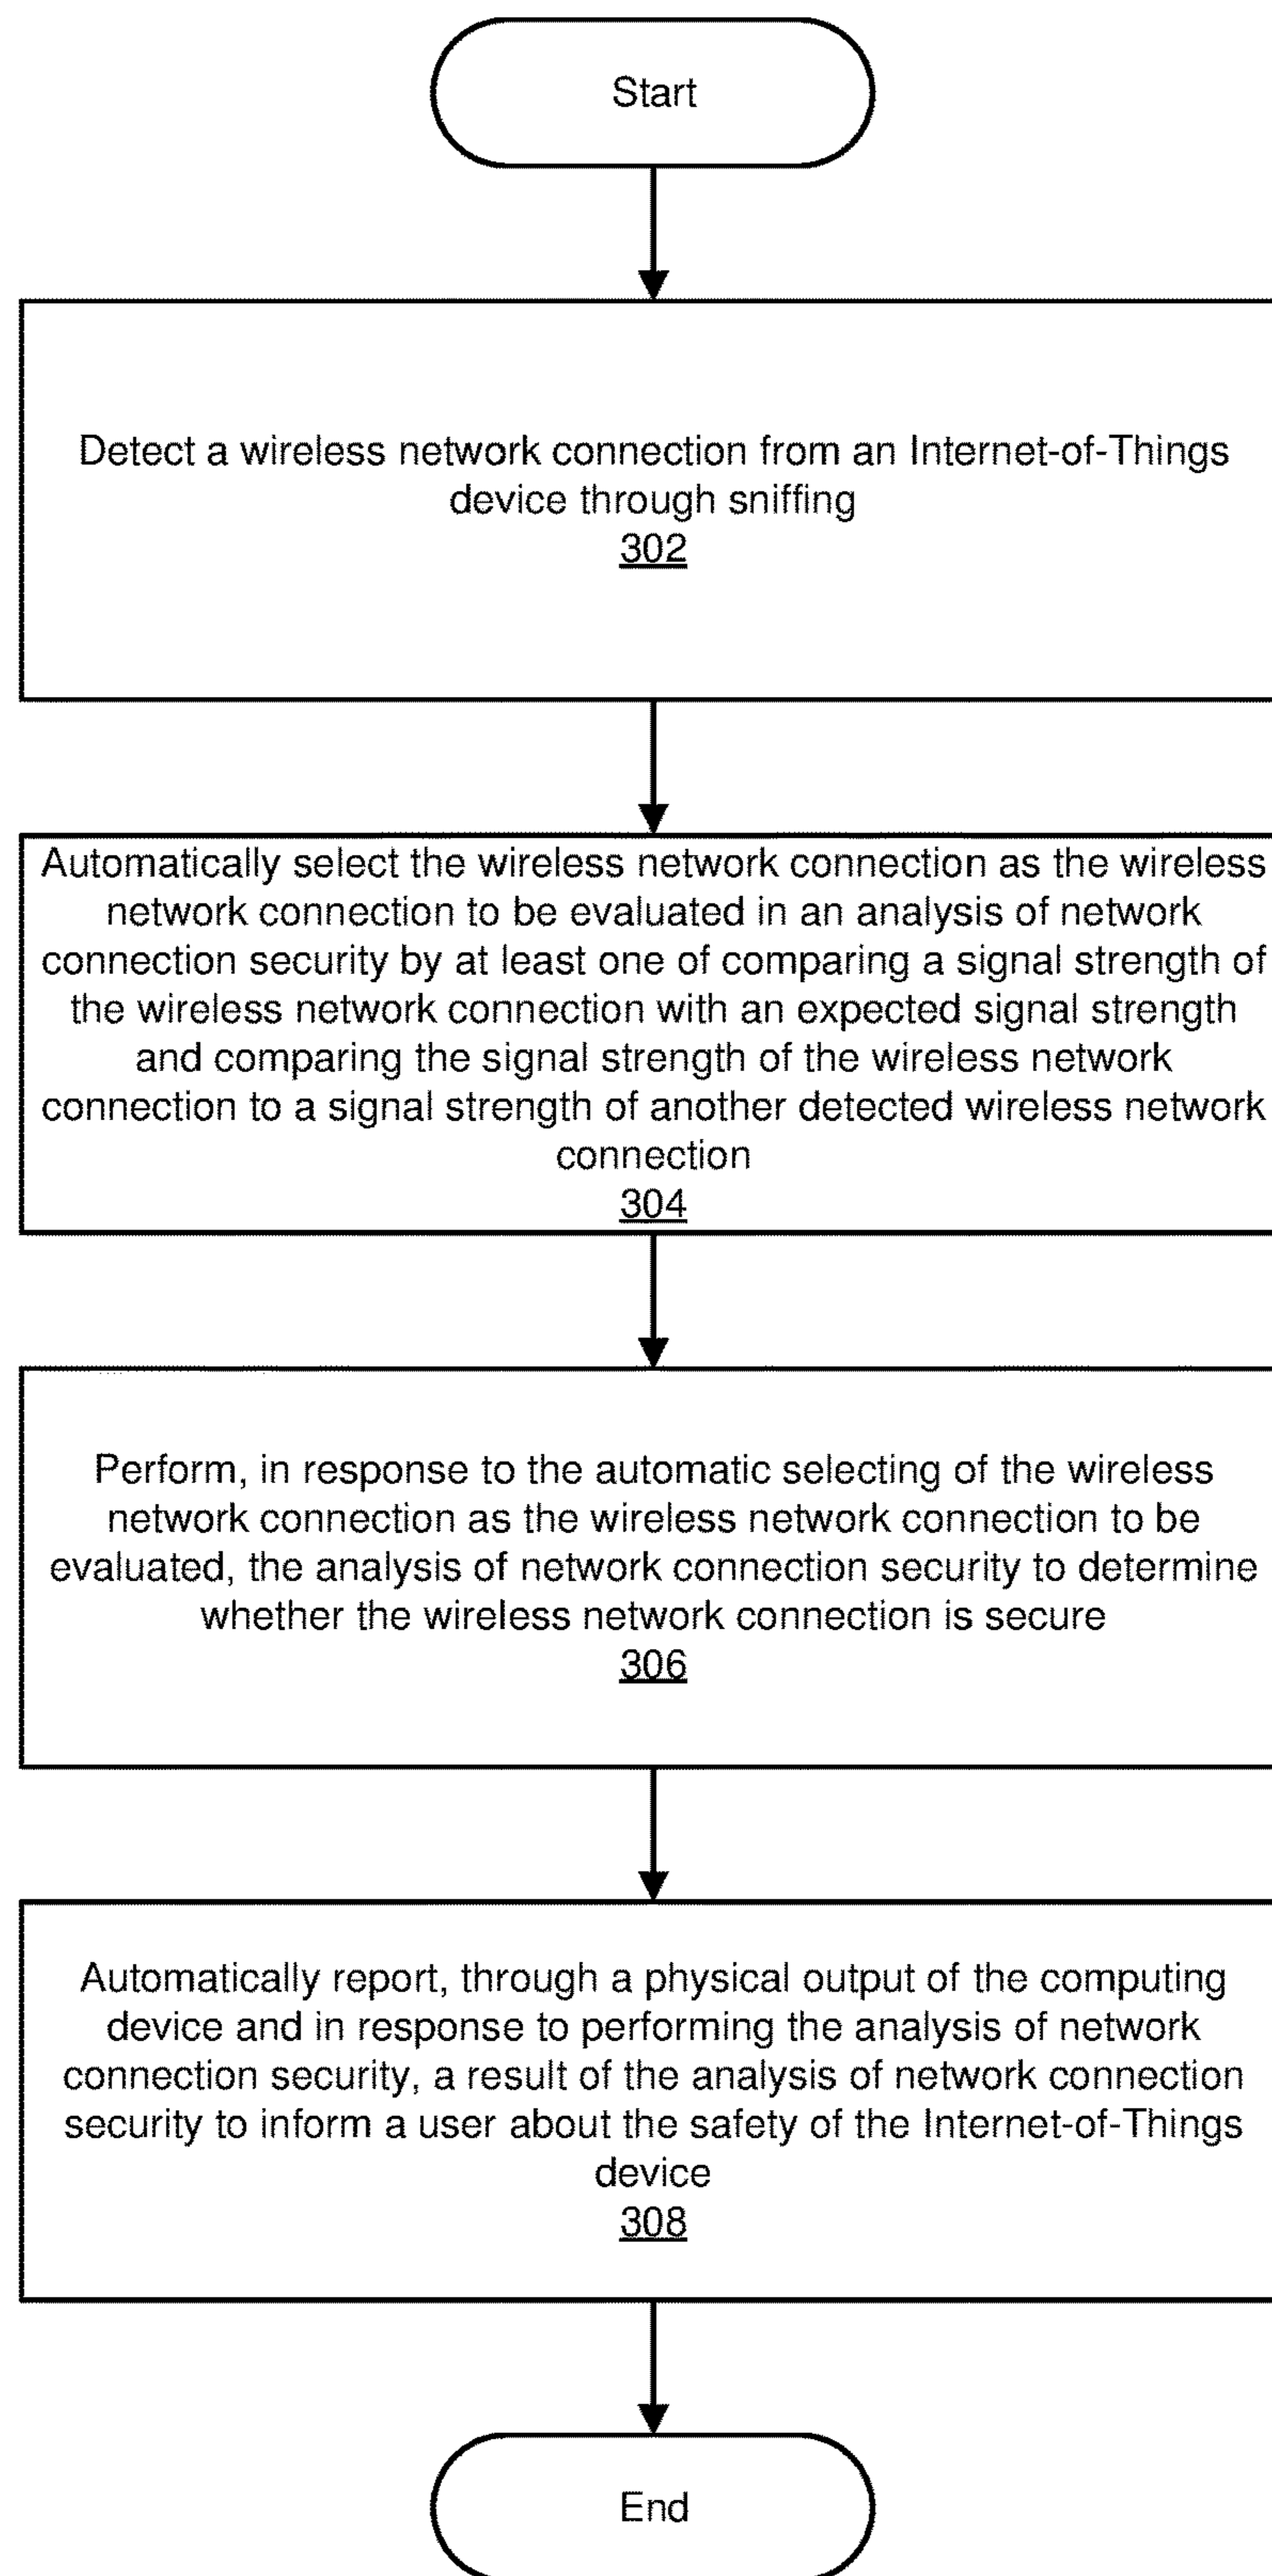 Start
Detect a wireless network connection from an Internet-of-Things
device through sniffing
302
Automatically select the wireless network connection as the wireless
network connection to be evaluated in an analysis of network
connection security by at least one of comparing a signal strength of
the wireless network connection with an expected signal strength
and comparing the signal strength of the wireless network
connection to a signal strength of another detected wireless network
connection
304
Perform, in response to the automatic selecting of the wireless
network connection as the wireless network connection to be
evaluated, the analysis of network connection security to determine
whether the wireless network connection is secure
306
Automatically report, through a physical output of the computing
device and in response to performing the analysis of network
connection security, a result of the analysis of network connection
security to inform a user about the safety of the Internet-of-Things
device
308
End